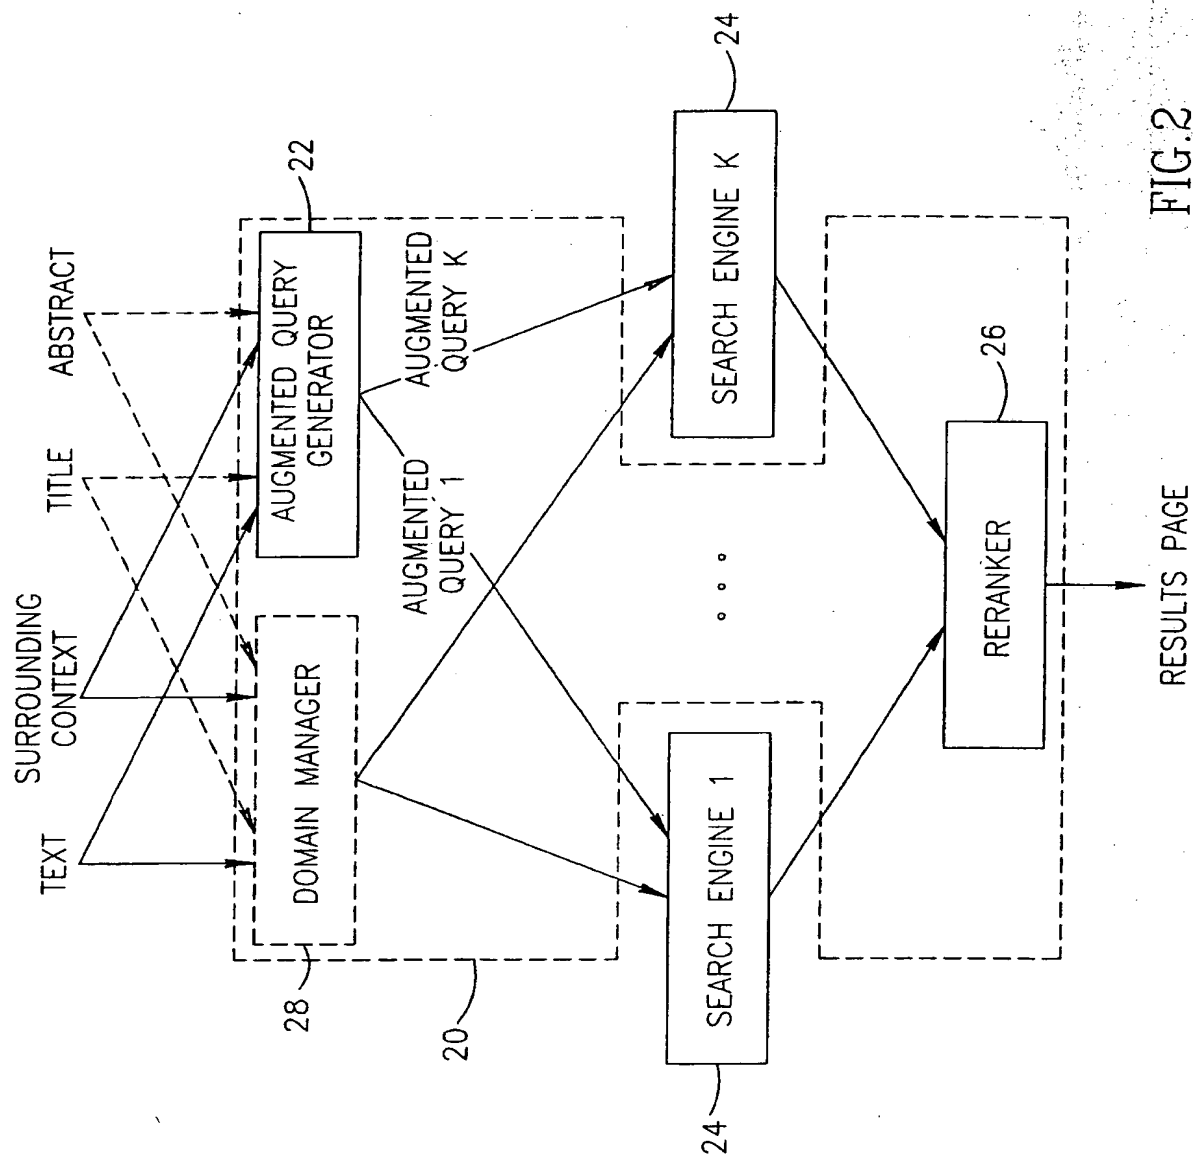 TEXT
SURROUNDING
CONTEXT
TITLE
ABSTRACT
28
DOMAIN MANAGER
AUGMENTED QUERY
GENERATOR
22
20
AUGMENTED
QUERY 1
AUGMENTED
QUERY K
24
SEARCH ENGINE 1
SEARCH ENGINE K
24
RERANKER
26
RESULTS PAGE
FIG.2